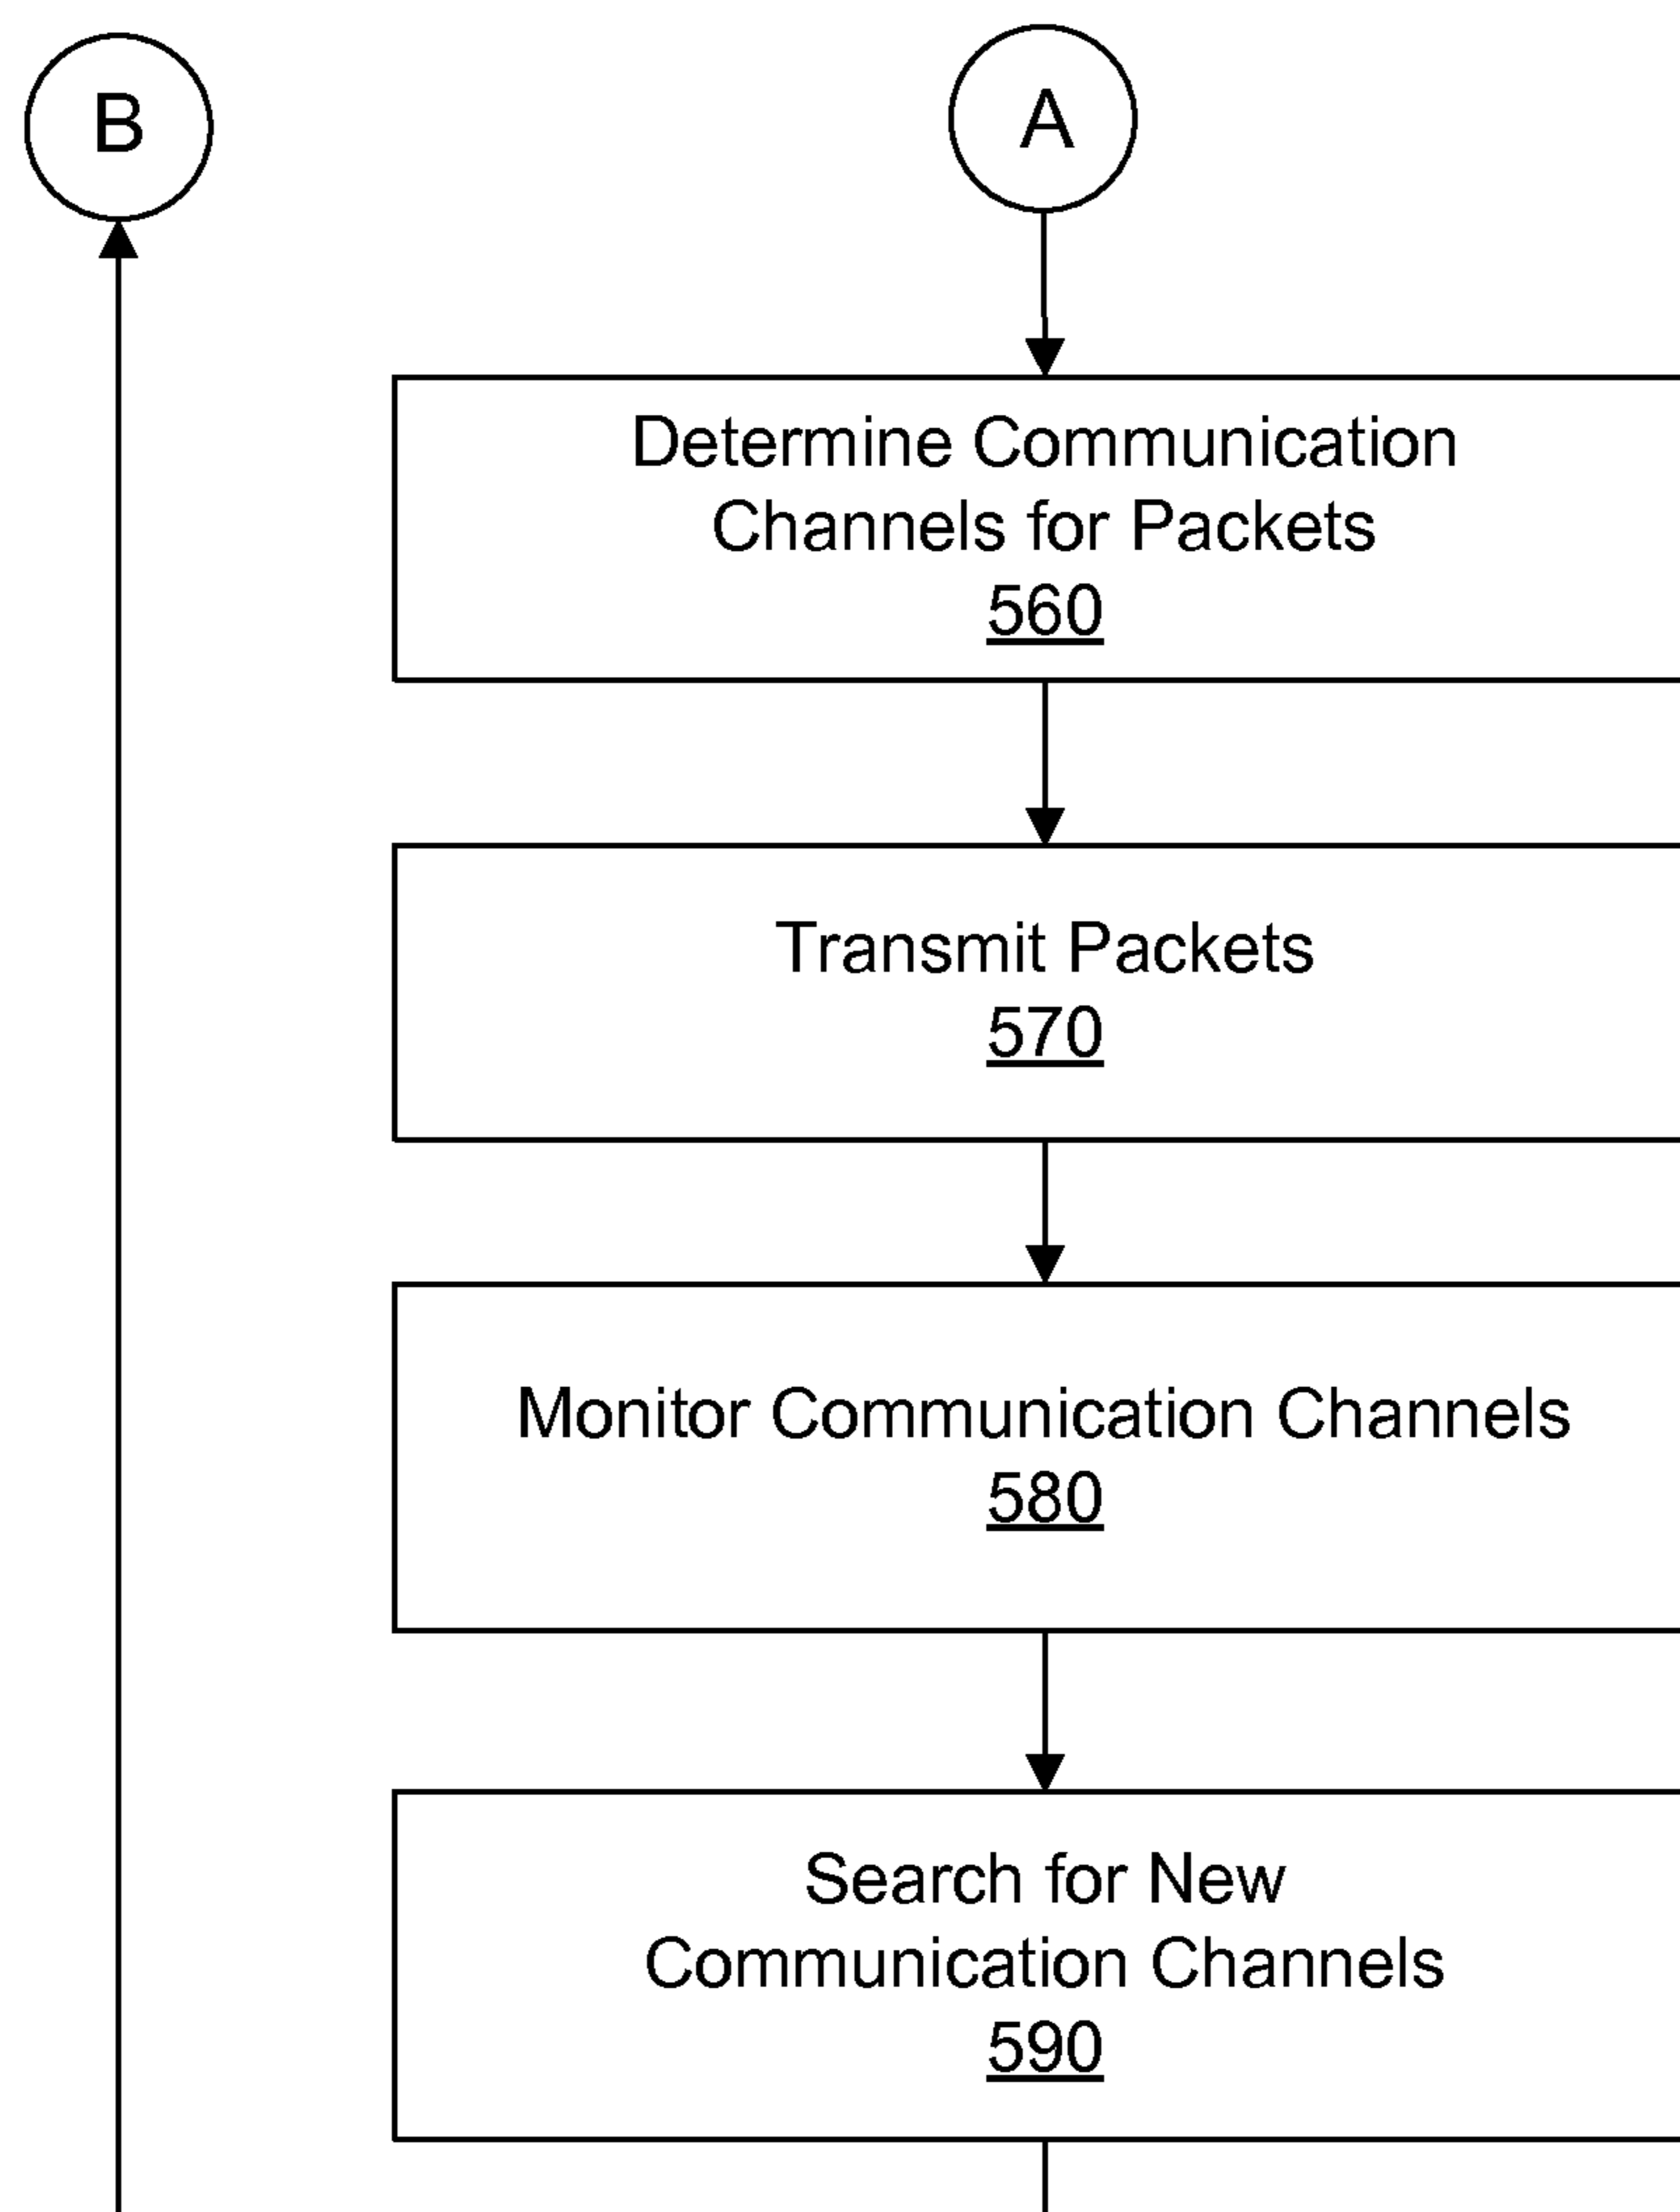 B
A
Determine Communication
Channels for Packets
560
Transmit Packets
570
Monitor Communication Channels
580
Search for New
Communication Channels
590